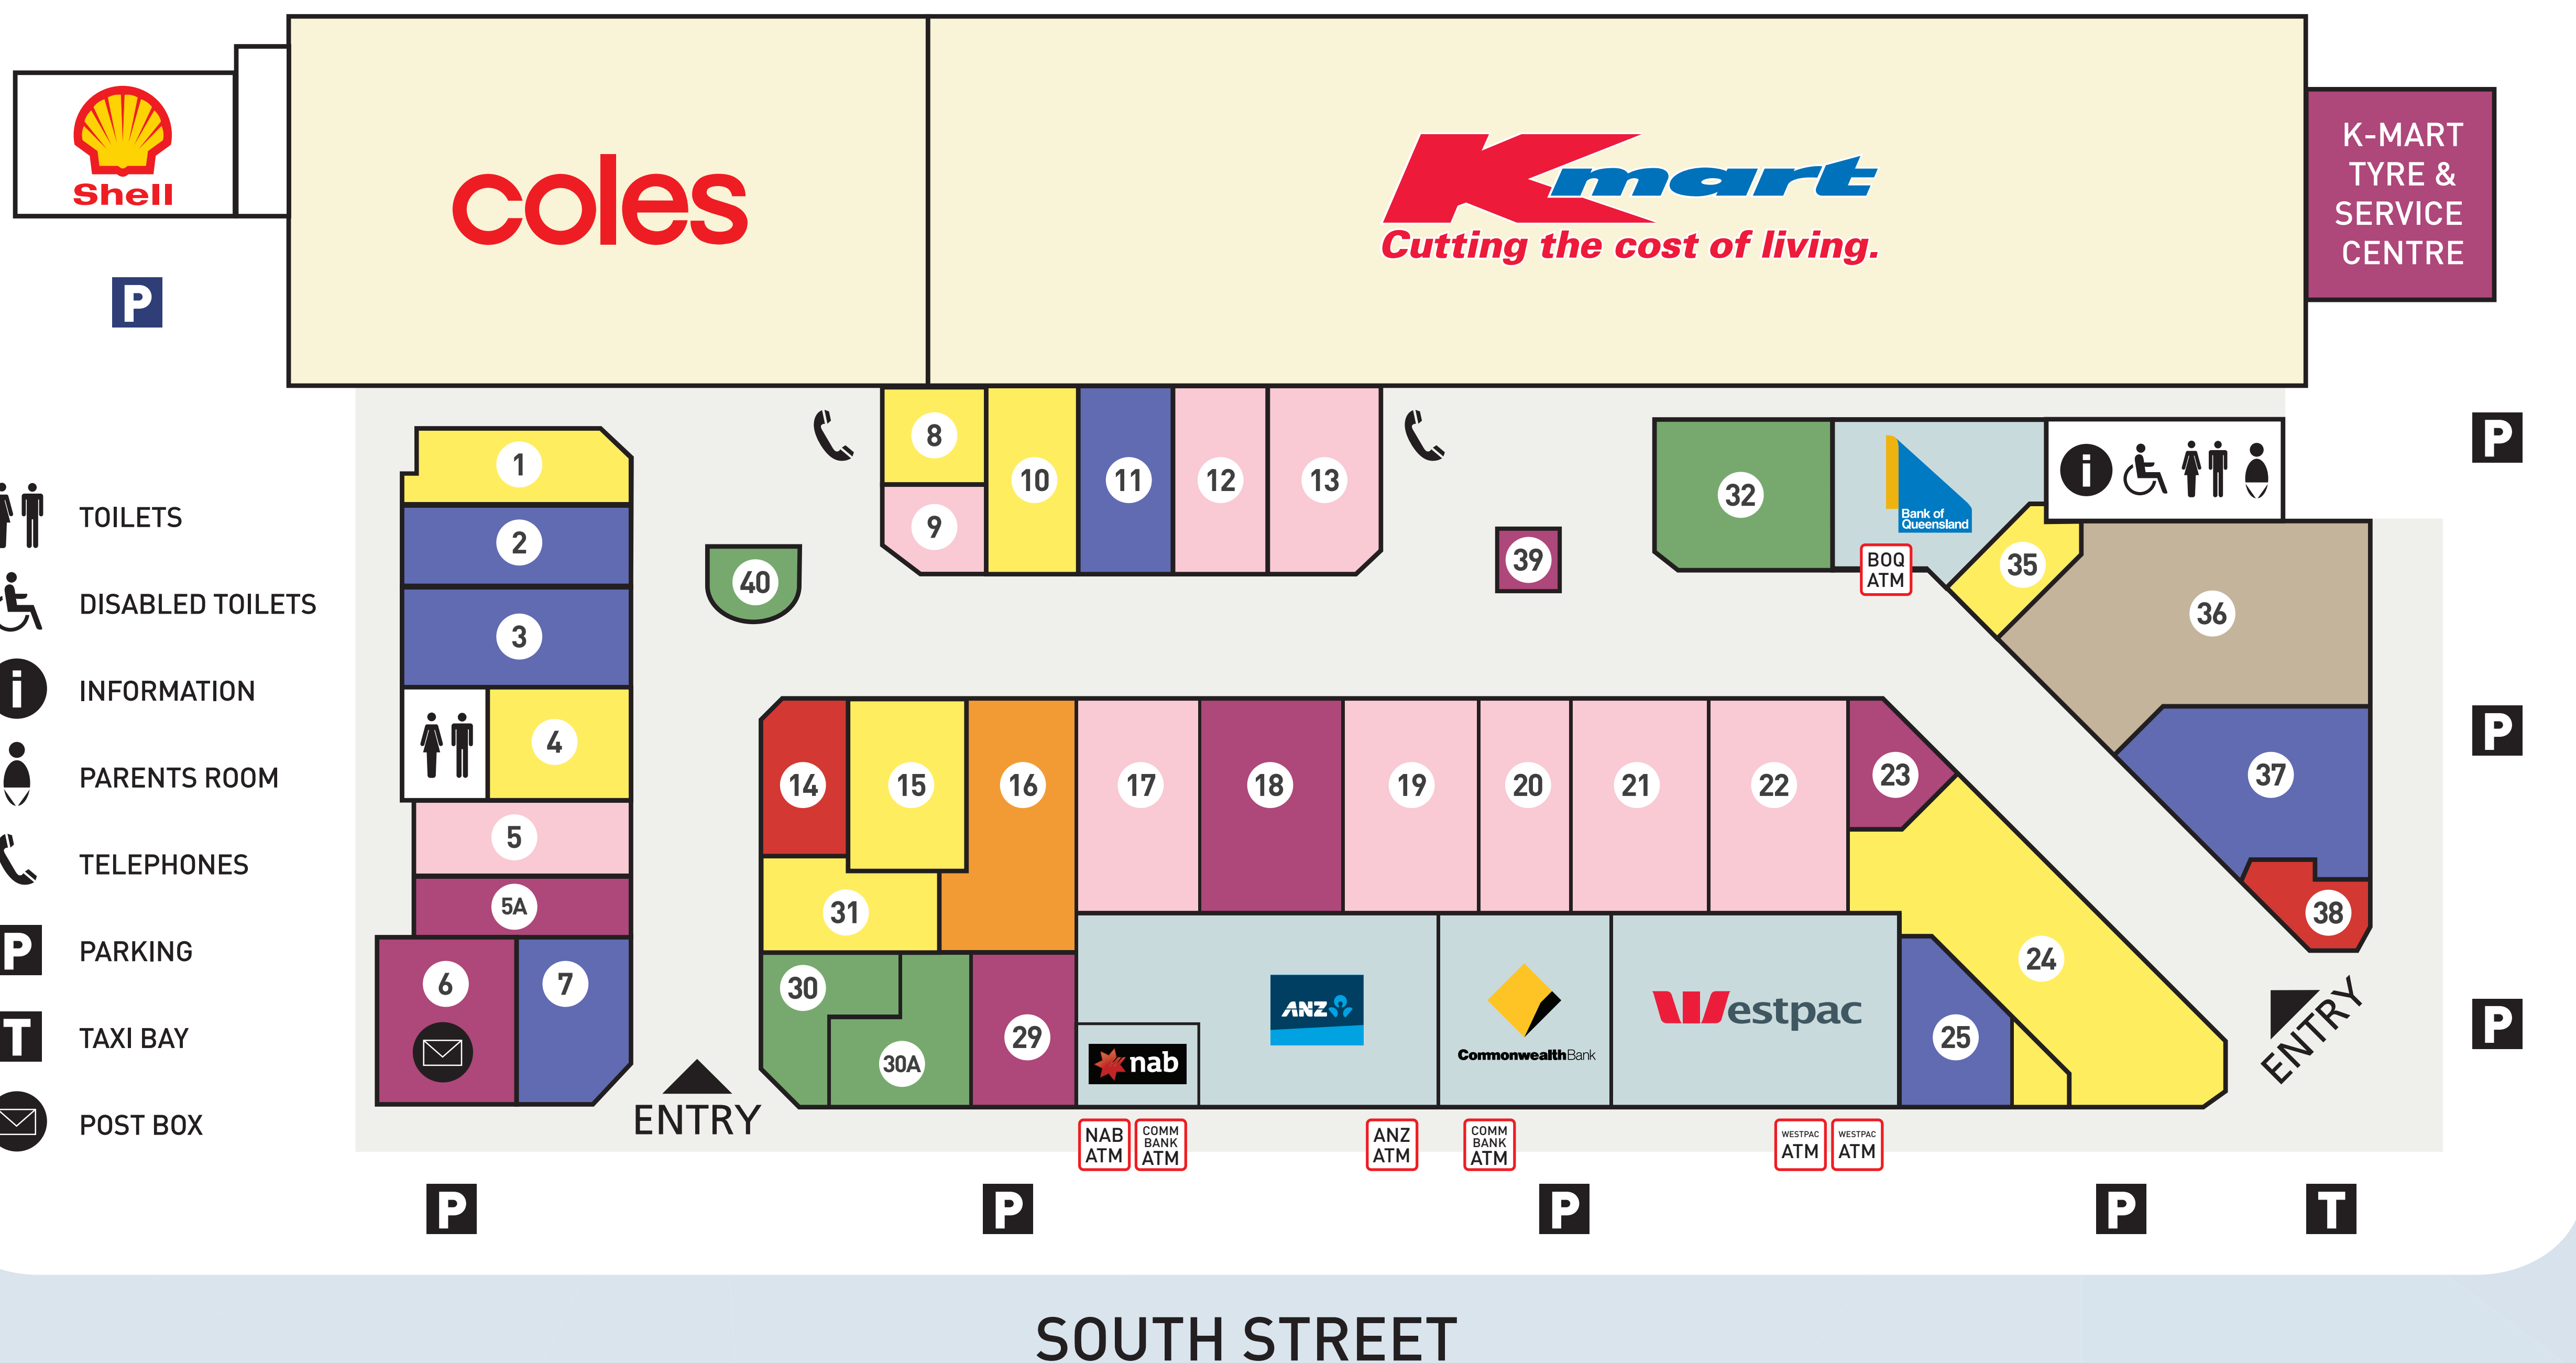 Shell
coles
Kmart
Cutting the cost of living.
K-MART
TYRE &
SERVICE
CENTRE
P
TOILETS
DISABLED TOILETS
i
INFORMATION
PARENTS ROOM
TELEPHONES
P
PARKING
T
TAXI BAY
POST BOX
1
2
3
4
5
5A
6
7
8
9
10
11
12
13
40
39
32
Bank of
Queensland
BOQ
ATM
i
35
36
37
38
P
P
P
14
15
16
17
18
19
20
21
22
23
24
25
31
30
30A
29
nab
ANZ
CommonwealthBank
Westpac
ENTRY
ENTRY
NAB
ATM
COMM
BANK
ATM
ANZ
ATM
COMM
BANK
ATM
WESTPAC
ATM
WESTPAC
ATM
P
P
P
P
T
SOUTH STREET